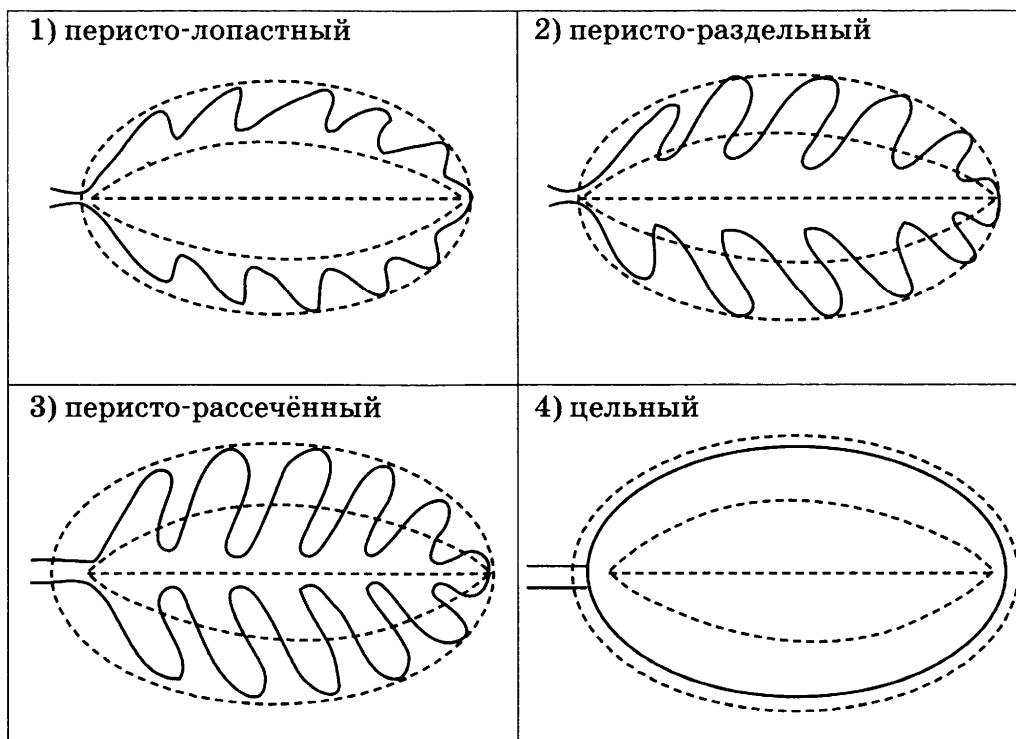 1) перисто-лопастный
2) перисто-раздельный
3) перисто-рассечённый
4) цельный